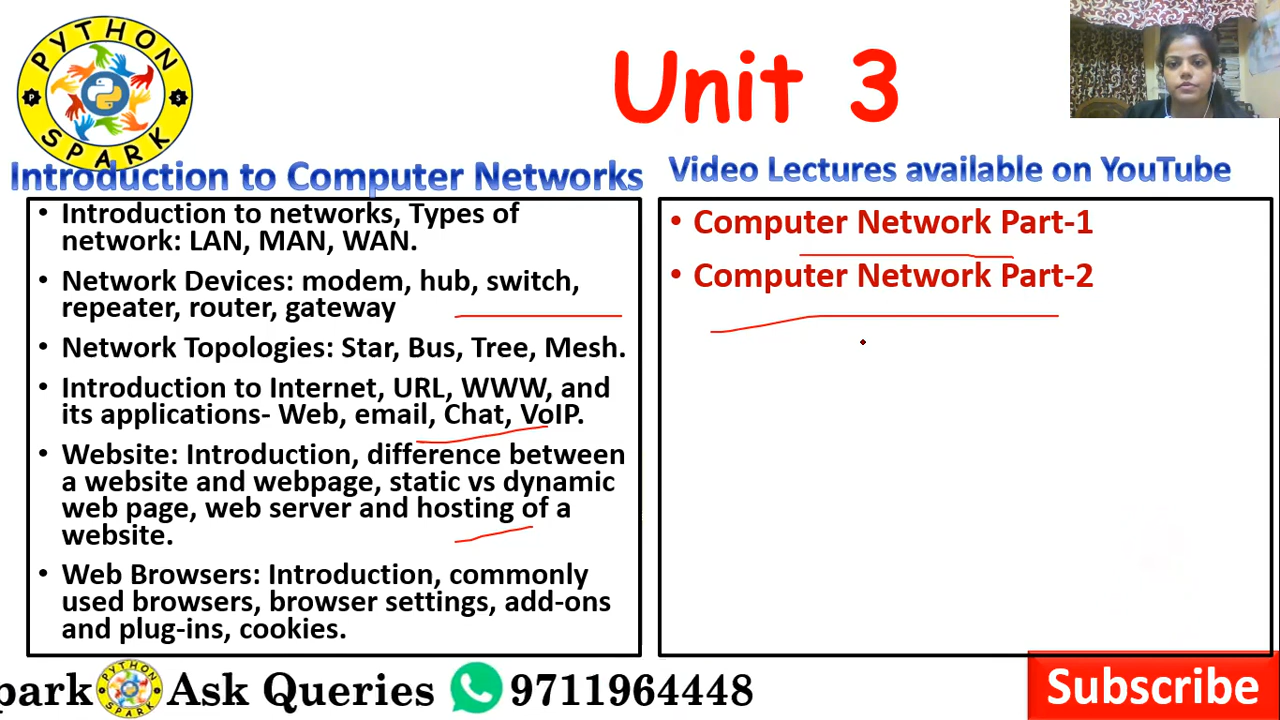 PYTHON
P S
SPARK
Unit 3
Introduction to Computer Networks
Video Lectures available on YouTube
• Introduction to networks, Types of
network: LAN, MAN, WAN.
• Network Devices: modem, hub, switch,
repeater, router, gateway
• Network Topologies: Star, Bus, Tree, Mesh.
• Introduction to Internet, URL, WWW, and
its applications- Web, email, Chat, VoIP.
• Website: Introduction, difference between
a website and webpage, static vs dynamic
web page, web server and hosting of a
website.
• Web Browsers: Introduction, commonly
used browsers, browser settings, add-ons
and plug-ins, cookies.
• Computer Network Part-1
• Computer Network Part-2
park PYTHON SPARK Ask Queries 9711964448
Subscribe